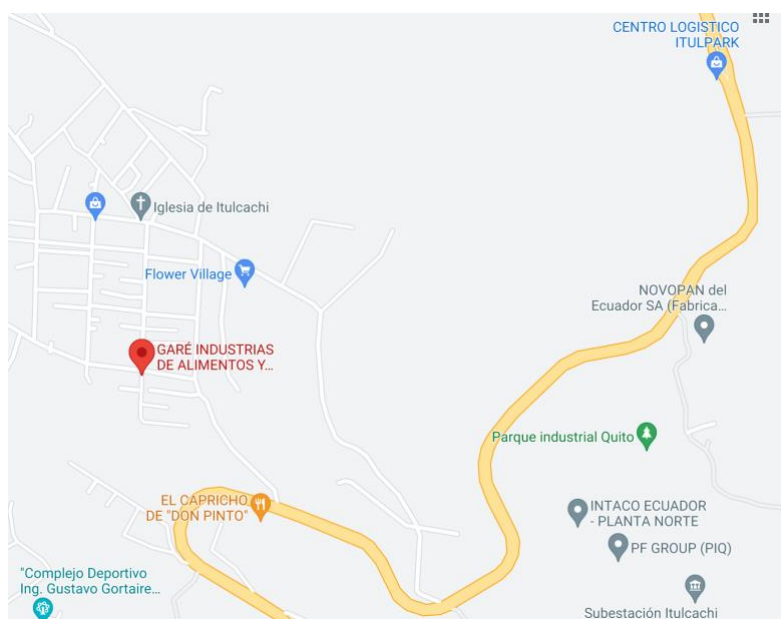 CENTRO LOGISTICO
ITULPARK
Iglesia de Itulcachi
Flower Village
NOVOPAN del
Ecuador SA (Fabrica...
GARÉ INDUSTRIAS
DE ALIMENTOS Y...
Parque industrial Quito
EL CAPRICHO
DE "DON PINTO"
INTACO ECUADOR
- PLANTA NORTE
PF GROUP (PIQ)
"Complejo Deportivo
Ing. Gustavo Gortaire...
Subestación Itulcachi